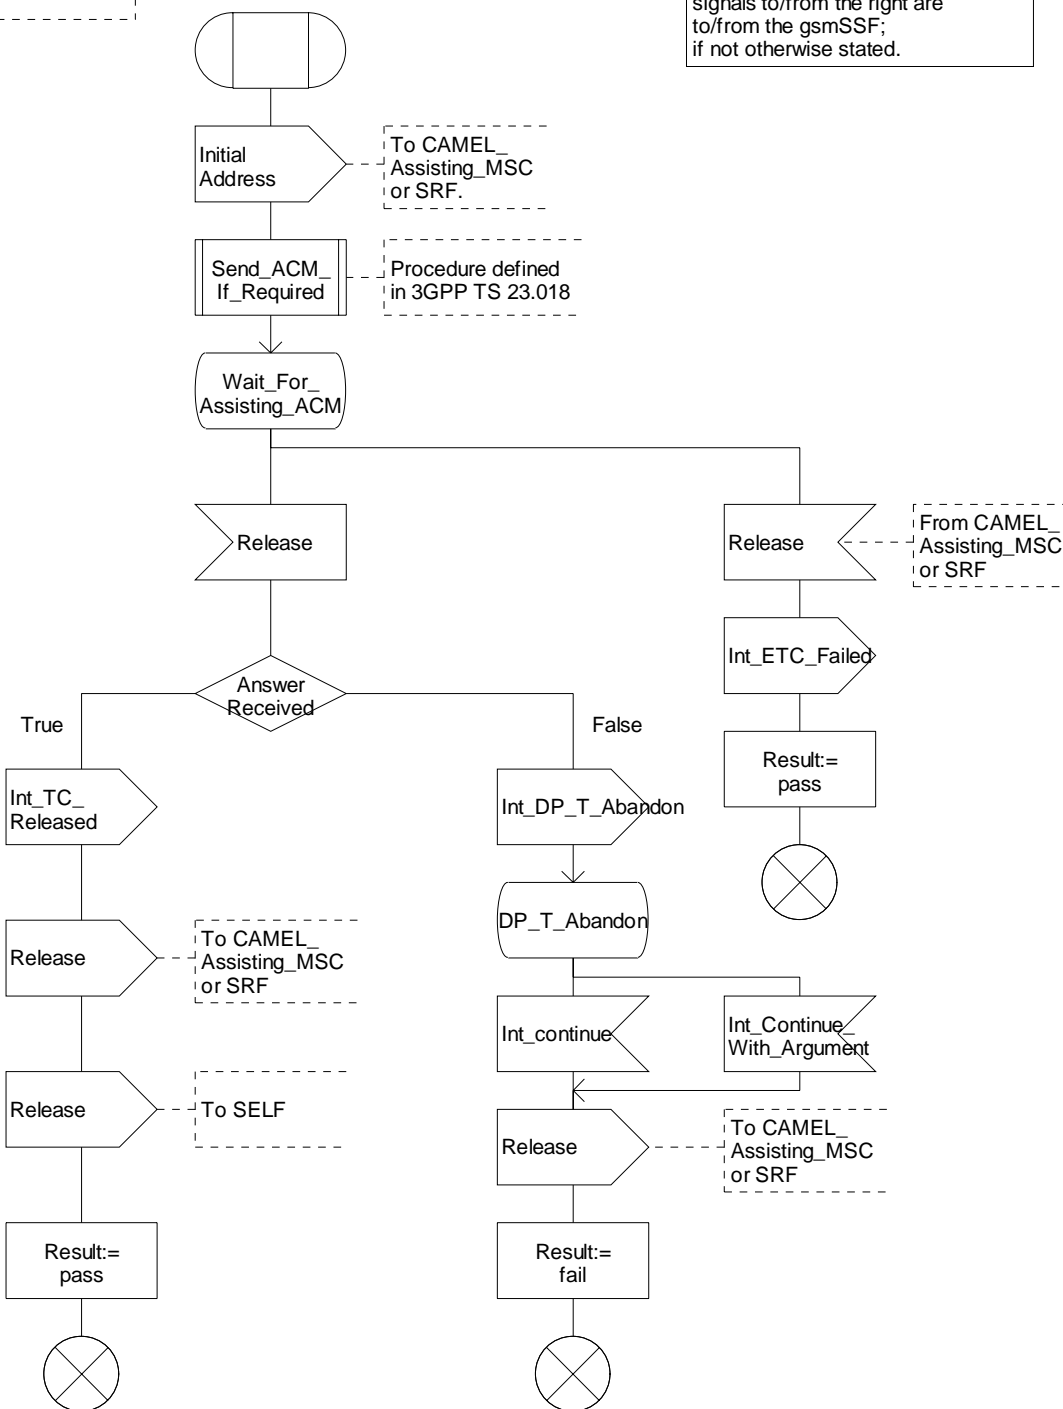 signals to/from the right are
to/from the gsmSSF;
if not otherwise stated.
Initial
Address
To CAMEL_
Assisting_MSC
or SRF.
Send_ACM_
If_Required
Procedure defined
in 3GPP TS 23.018
Wait_For_
Assisting_ACM
Release
Release
From CAMEL_
Assisting_MSC
or SRF
Int_ETC_Failed
Answer
Received
True
False
Result:=
pass
Int_TC_
Released
Int_DP_T_Abandon
DP_T_Abandon
Release
To CAMEL_
Assisting_MSC
or SRF
Int_continue
Int_Continue_
With_Argument
Release
To SELF
Release
To CAMEL_
Assisting_MSC
or SRF
Result:=
pass
Result:=
fail